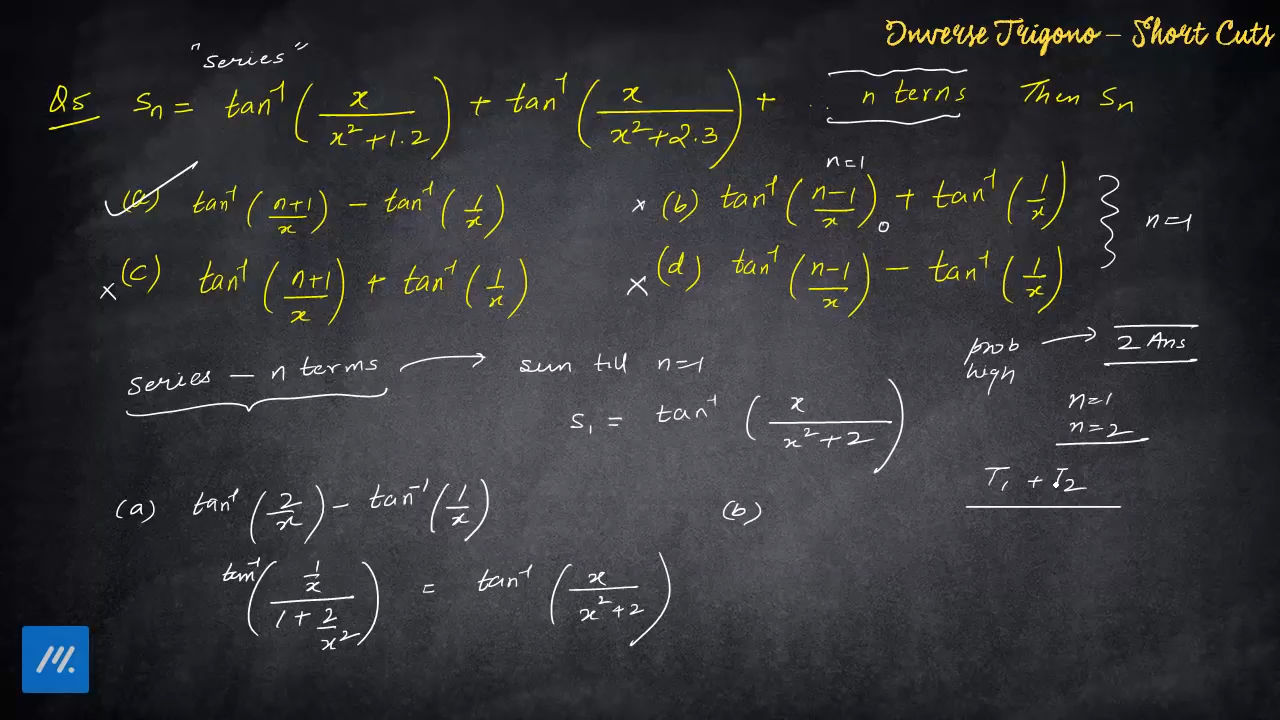 Inverse Trigono – Short Cuts
"series"
Q5 Sn = tan⁻¹ ( x / x²+1.2 ) + tan⁻¹ ( x / x²+2.3 ) + ... n terms Then Sn
n=1
(a) tan⁻¹ ( n+1 / x ) − tan⁻¹ ( 1 / x ) × (b) tan⁻¹ ( n−1 / x ) 0 + tan⁻¹ ( 1 / x ) } n=1
× (c) tan⁻¹ ( n+1 / x ) + tan⁻¹ ( 1 / x ) × (d) tan⁻¹ ( n−1 / x ) − tan⁻¹ ( 1 / x )
prob high → 2 Ans
series – n terms → sum till n=1
n=1
S₁ = tan⁻¹ ( x / x²+2 )
n=2
T₁ + T₂
(a) tan⁻¹ ( 2 / x ) − tan⁻¹ ( 1 / x ) (b)
tan⁻¹ ( 1/x / 1 + 2/x² ) = tan⁻¹ ( x / x²+2 )